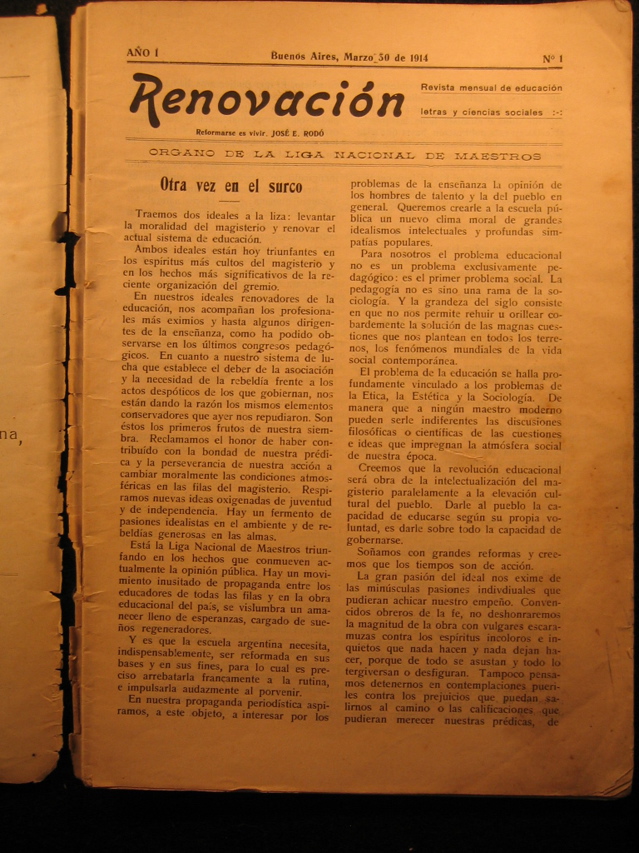 na,
AÑO 1
Buenos Aires, Marzo 30 de 1914
Nº 1
Renovación
Revista mensual de educación
letras y ciencias sociales :-:
Reformarse es vivir. JOSÉ E. RODÓ
ORGANO DE LA LIGA NACIONAL DE MAESTROS
Otra vez en el surco
Traemos dos ideales a la liza: levantar
la moralidad del magisterio y renovar el
actual sistema de educación.
Ambos ideales están hoy triunfantes en
los espíritus más cultos del magisterio y
en los hechos más significativos de la re-
ciente organización del gremio.
En nuestros ideales renovadores de la
educación, nos acompañan los profesiona-
les más eximios y hasta algunos dirigen-
tes de la enseñanza, como ha podido ob-
servarse en los últimos congresos pedagó-
gicos. En cuanto a nuestro sistema de lu-
cha que establece el deber de la asociación
y la necesidad de la rebeldía frente a los
actos despóticos de los que gobiernan, nos
están dando la razón los mismos elementos
conservadores que ayer nos repudiaron. Son
éstos los primeros frutos de nuestra siem-
bra. Reclamamos el honor de haber con-
tribuído con la bondad de nuestra prédi-
ca y la perseverancia de nuestra acción a
cambiar moralmente las condiciones atmos-
féricas en las filas del magisterio. Respi-
ramos nuevas ideas oxigenadas de juventud
y de independencia. Hay un fermento de
pasiones idealistas en el ambiente y de re-
beldías generosas en las almas.
Está la Liga Nacional de Maestros triun-
fando en los hechos que conmueven ac-
tualmente la opinión pública. Hay un movi-
miento inusitado de propaganda entre los
educadores de todas las filas y en la obra
educacional del país, se vislumbra un ama-
necer lleno de esperanzas, cargado de sue-
ños regeneradores.
Y es que la escuela argentina necesita,
indispensablemente, ser reformada en sus
bases y en sus fines, para lo cual es pre-
ciso arrebatarla francamente a la rutina,
e impulsarla audazmente al porvenir.
En nuestra propaganda periodística aspi-
ramos, a este objeto, a interesar por los
problemas de la enseñanza la opinión de
los hombres de talento y la del pueblo en
general. Queremos crearle a la escuela pú-
blica un nuevo clima moral de grandes
idealismos intelectuales y profundas sim-
patías populares.
Para nosotros el problema educacional
no es un problema exclusivamente pe-
dagógico: es el primer problema social. La
pedagogía no es sino una rama de la so-
ciología. Y la grandeza del siglo consiste
en que no nos permite rehuir u orillear co-
bardemente la solución de las magnas cues-
tiones que nos plantean en todos los terre-
nos, los fenómenos mundiales de la vida
social contemporánea.
El problema de la educación se halla pro-
fundamente vinculado a los problemas de
la Etica, la Estética y la Sociología. De
manera que a ningún maestro moderno
pueden serle indiferentes las discusiones
filosóficas o científicas de las cuestiones
e ideas que impregnan la atmósfera social
de nuestra época.
Creemos que la revolución educacional
será obra de la intelectualización del ma-
gisterio paralelamente a la elevación cul-
tural del pueblo. Darle al pueblo la ca-
pacidad de educarse según su propia vo-
luntad, es darle sobre todo la capacidad de
gobernarse.
Soñamos con grandes reformas y cree-
mos que los tiempos son de acción.
La gran pasión del ideal nos exime de
las minúsculas pasiones indivduales que
pudieran achicar nuestro empeño. Conven-
cidos obreros de la fe, no deshonraremos
la magnitud de la obra con vulgares escara-
muzas contra los espíritus incoloros e in-
quietos que nada hacen y nada dejan ha-
cer, porque de todo se asustan y todo lo
tergiversan o desfiguran. Tampoco pensa-
mos detenernos en contemplaciones pueri-
les contra los prejuicios que puedan sa-
lirnos al camino o las calificaciones que
pudieran merecer nuestras prédicas, de